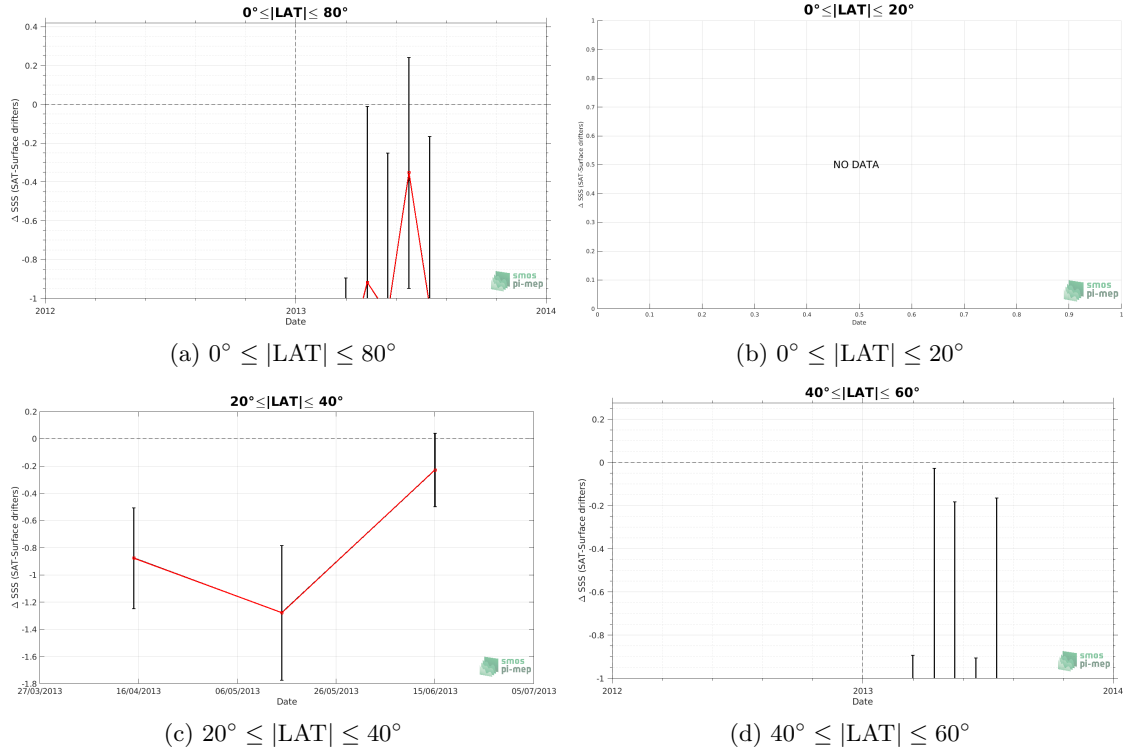 0°≤|LAT|≤ 80°
0.4
0.2
0
-0.2
-0.4
-0.6
-0.8
-1
Δ SSS (SAT-Surface drifters)
2012
2013
2014
Date
smos
pi-mep
(a) 0° ≤ |LAT| ≤ 80°
0°≤|LAT|≤ 20°
1
0.9
0.8
0.7
0.6
0.5
0.4
0.3
0.2
0.1
0
Δ SSS (SAT-Surface drifters)
NO DATA
0
0.1
0.2
0.3
0.4
0.5
0.6
0.7
0.8
0.9
1
Date
smos
pi-mep
(b) 0° ≤ |LAT| ≤ 20°
20°≤|LAT|≤ 40°
0.2
0
-0.2
-0.4
-0.6
-0.8
-1
-1.2
-1.4
-1.6
-1.8
Δ SSS (SAT-Surface drifters)
27/03/2013
16/04/2013
06/05/2013
26/05/2013
15/06/2013
05/07/2013
Date
smos
pi-mep
(c) 20° ≤ |LAT| ≤ 40°
40°≤|LAT|≤ 60°
0.2
0
-0.2
-0.4
-0.6
-0.8
-1
Δ SSS (SAT-Surface drifters)
2012
2013
2014
Date
smos
pi-mep
(d) 40° ≤ |LAT| ≤ 60°